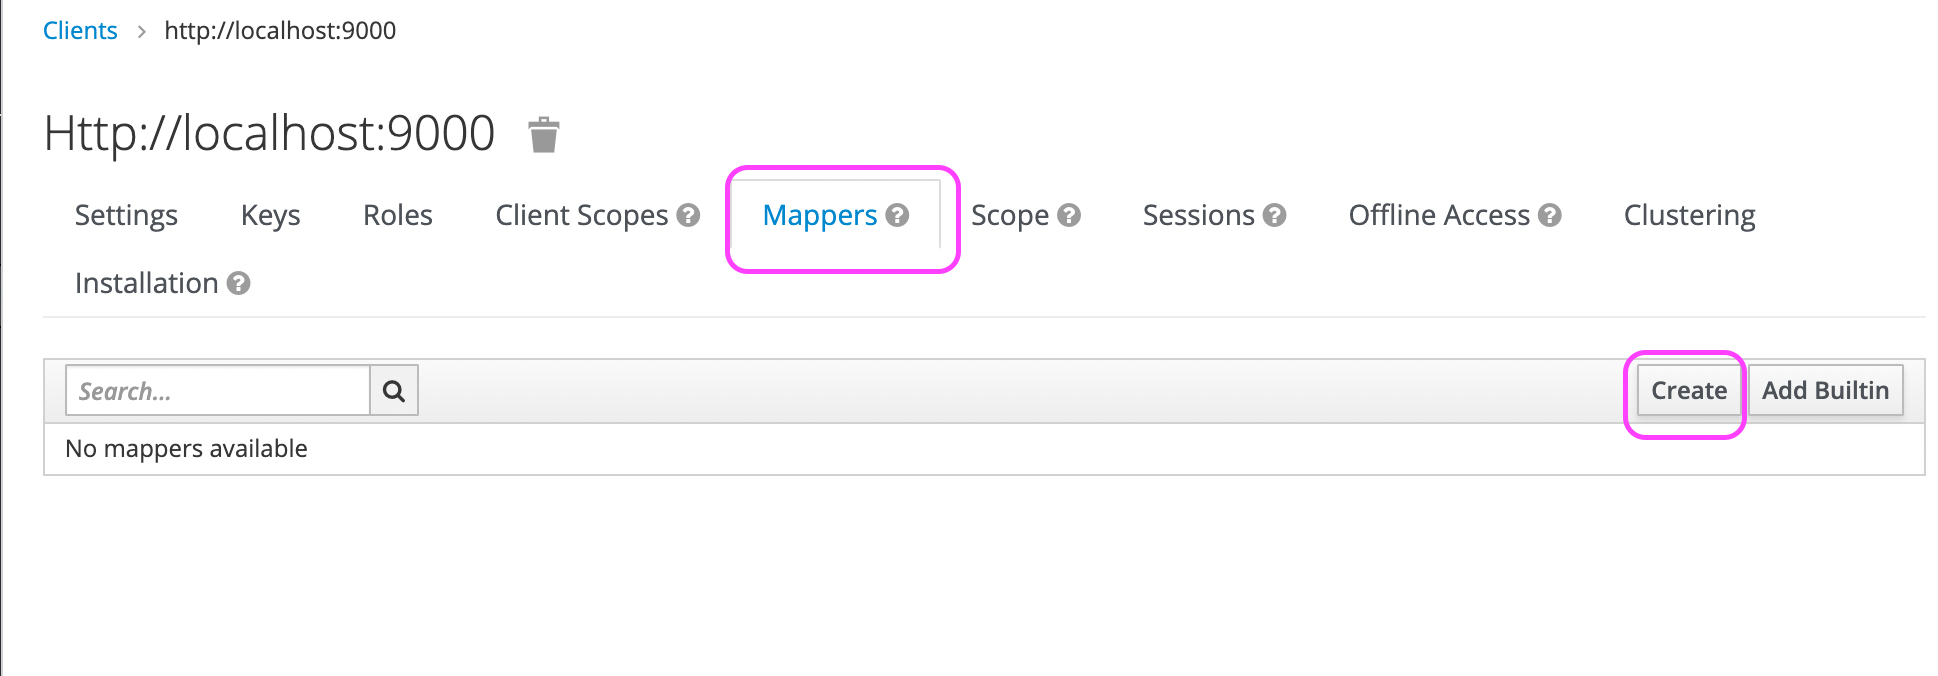 Clients > http://localhost:9000
Http://localhost:9000
Settings Keys Roles Client Scopes ? Mappers ? Scope ? Sessions ? Offline Access ? Clustering
Installation ?
Search... Create Add Builtin
No mappers available